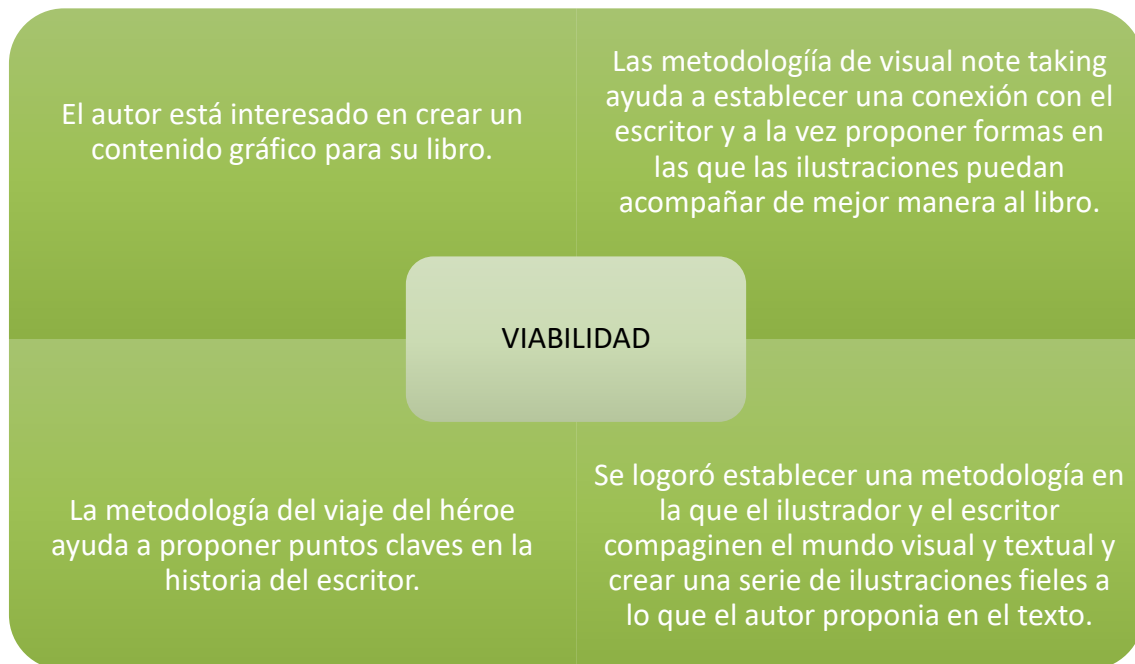 El autor está interesado en crear un
contenido gráfico para su libro.
Las metodologíía de visual note taking
ayuda a establecer una conexión con el
escritor y a la vez proponer formas en
las que las ilustraciones puedan
acompañar de mejor manera al libro.
VIABILIDAD
La metodología del viaje del héroe
ayuda a proponer puntos claves en la
historia del escritor.
Se logoró establecer una metodología en
la que el ilustrador y el escritor
compaginen el mundo visual y textual y
crear una serie de ilustraciones fieles a
lo que el autor proponia en el texto.